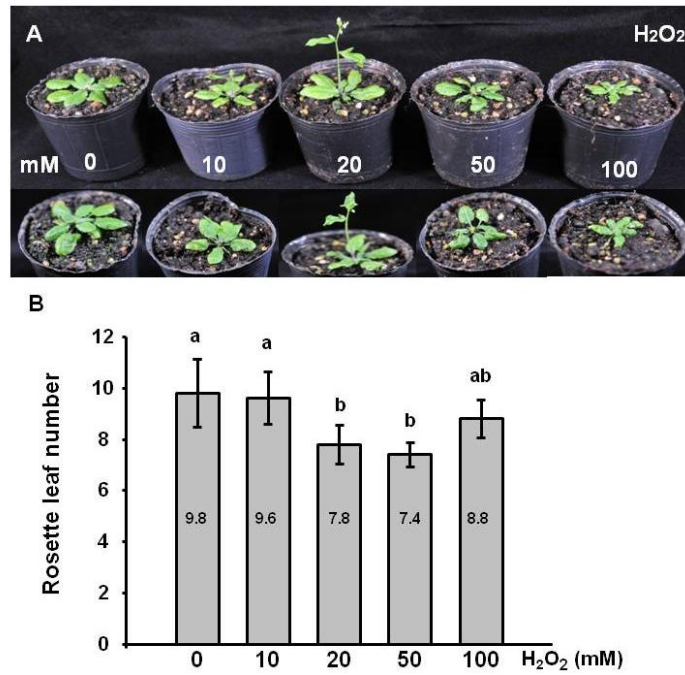 A H₂O₂
mM 0 10 20 50 100
B
12
10
8
6
4
2
0
Rosette leaf number
a a b b ab
9.8 9.6 7.8 7.4 8.8
0 10 20 50 100 H₂O₂ (mM)